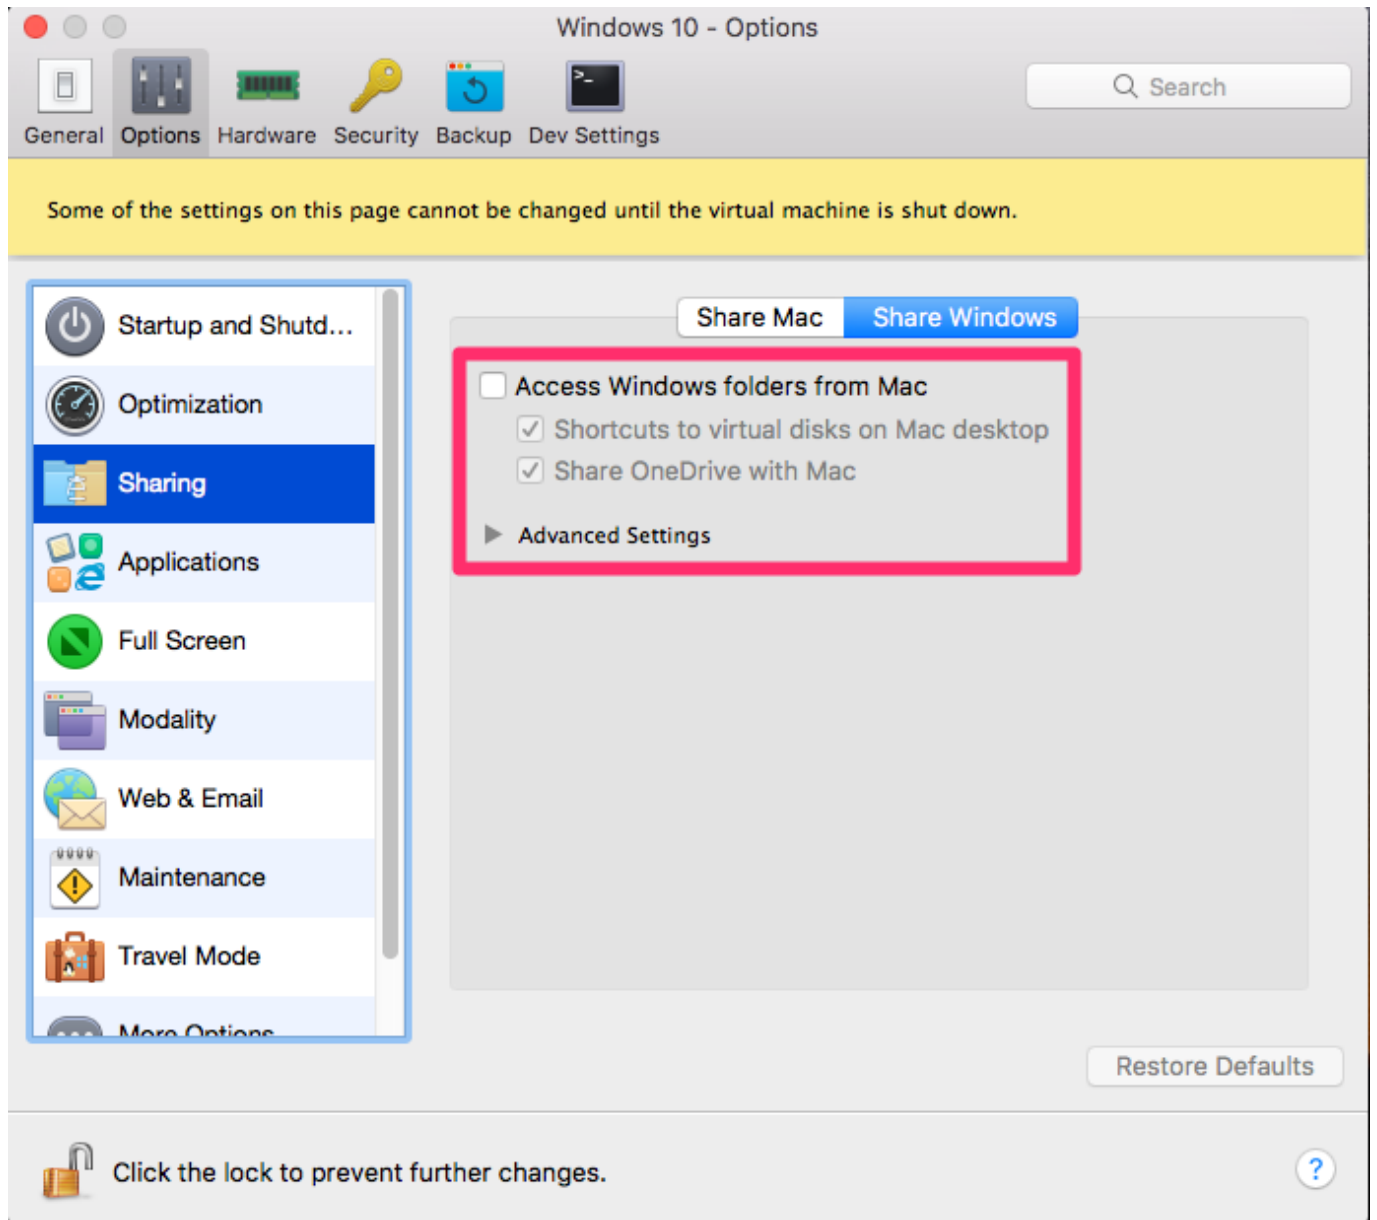 Windows 10 - Options
Search
General Options Hardware Security Backup Dev Settings
Some of the settings on this page cannot be changed until the virtual machine is shut down.
Startup and Shutd...
Optimization
Sharing
Applications
Full Screen
Modality
Web & Email
Maintenance
Travel Mode
More Options
Share Mac Share Windows
Access Windows folders from Mac
Shortcuts to virtual disks on Mac desktop
Share OneDrive with Mac
Advanced Settings
Restore Defaults
Click the lock to prevent further changes.
?